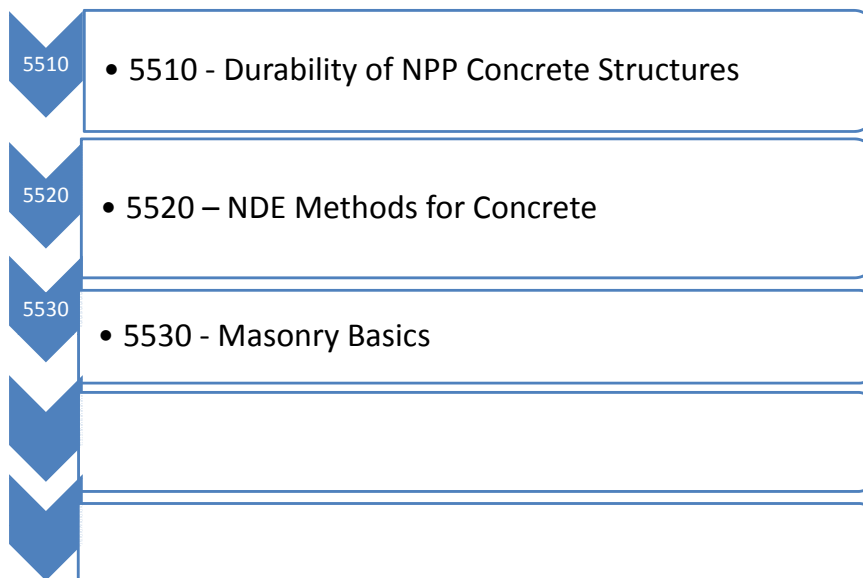 5510
• 5510 - Durability of NPP Concrete Structures
5520
• 5520 – NDE Methods for Concrete
5530
• 5530 - Masonry Basics